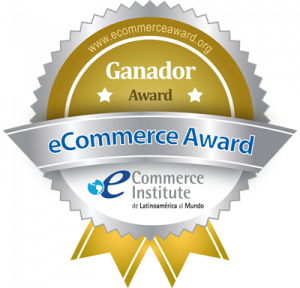 www.ecommerceaward.org
Ganador
Award
eCommerce Award
eCommerce
Institute
de Latinoamérica al Mundo